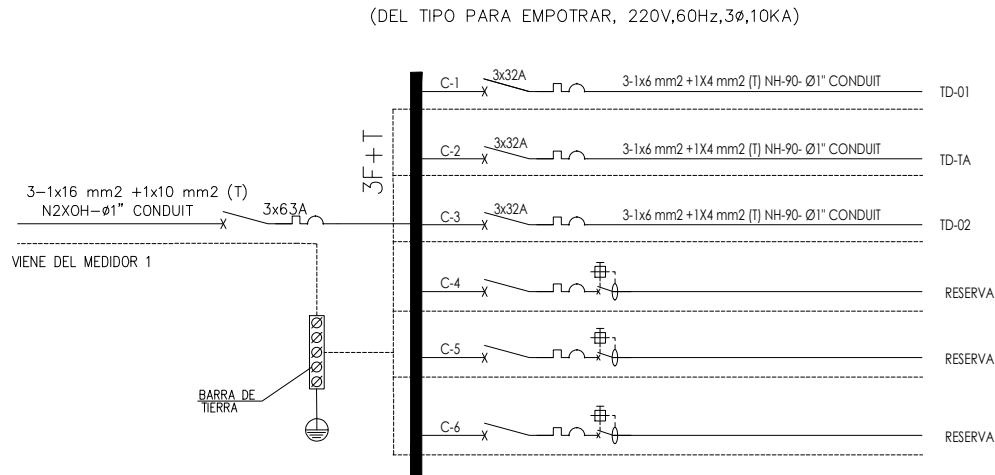 (DEL TIPO PARA EMPOTRAR, 220V,60Hz,3ø,10KA)
C-1 3x32A 3-1x6 mm2 +1X4 mm2 (T) NH-90- Ø1" CONDUIT TD-01
3F+T
C-2 3x32A 3-1x6 mm2 +1X4 mm2 (T) NH-90- Ø1" CONDUIT TD-TA
3-1x16 mm2 +1x10 mm2 (T)
N2XOH-ø1" CONDUIT
3x63A
C-3 3x32A 3-1x6 mm2 +1X4 mm2 (T) NH-90- Ø1" CONDUIT TD-02
VIENE DEL MEDIDOR 1
C-4 RESERVA
C-5 RESERVA
BARRA DE
TIERRA
C-6 RESERVA